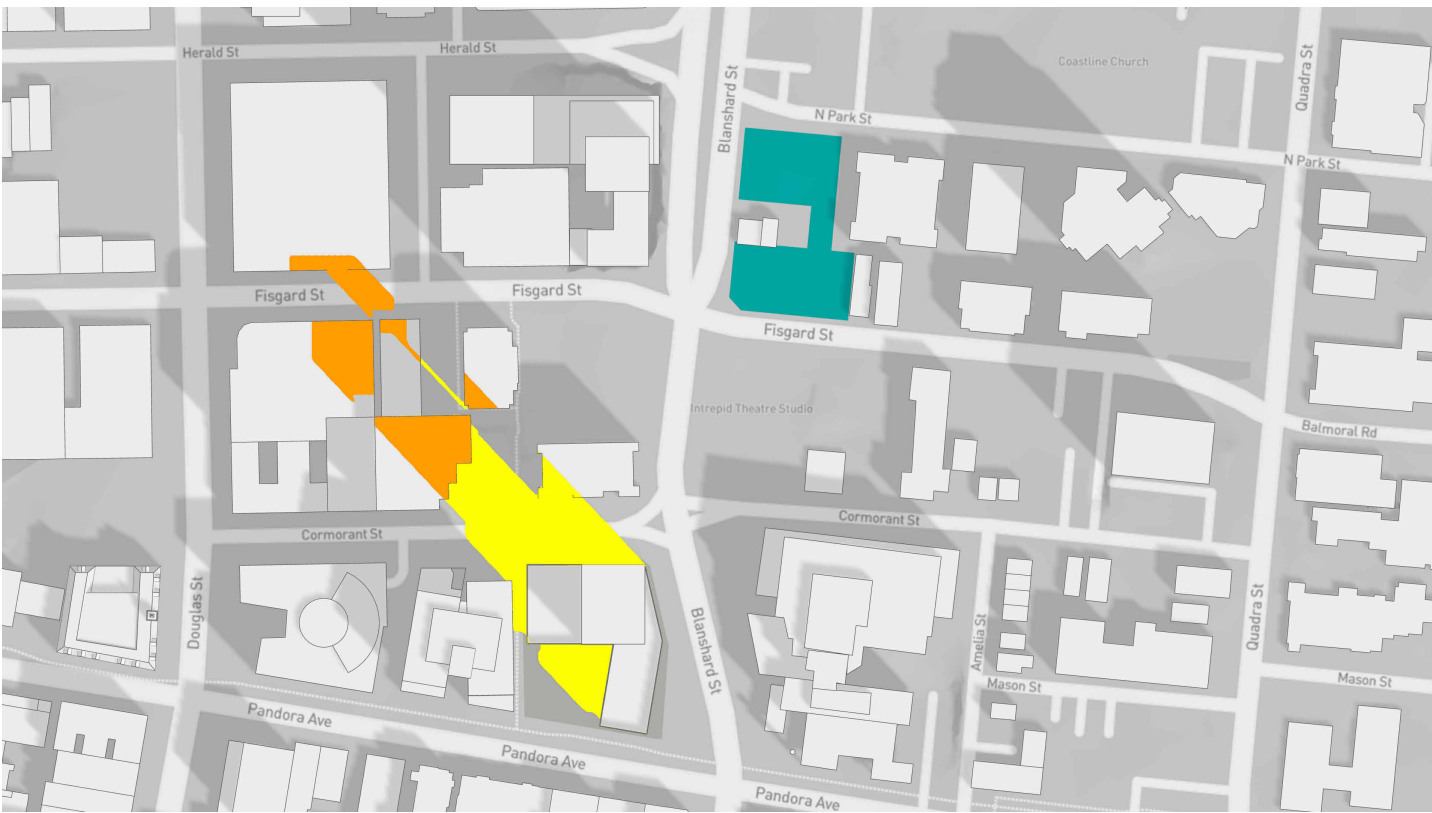 Herald St
Herald St
Blanshard St
Coastline Church
Quadra St
N Park St
N Park St
Fisgard St
Fisgard St
Fisgard St
Intrepid Theatre Studio
Balmoral Rd
Cormorant St
Cormorant St
Douglas St
Blanshard St
Amelia St
Quadra St
Mason St
Mason St
Pandora Ave
Pandora Ave
Pandora Ave